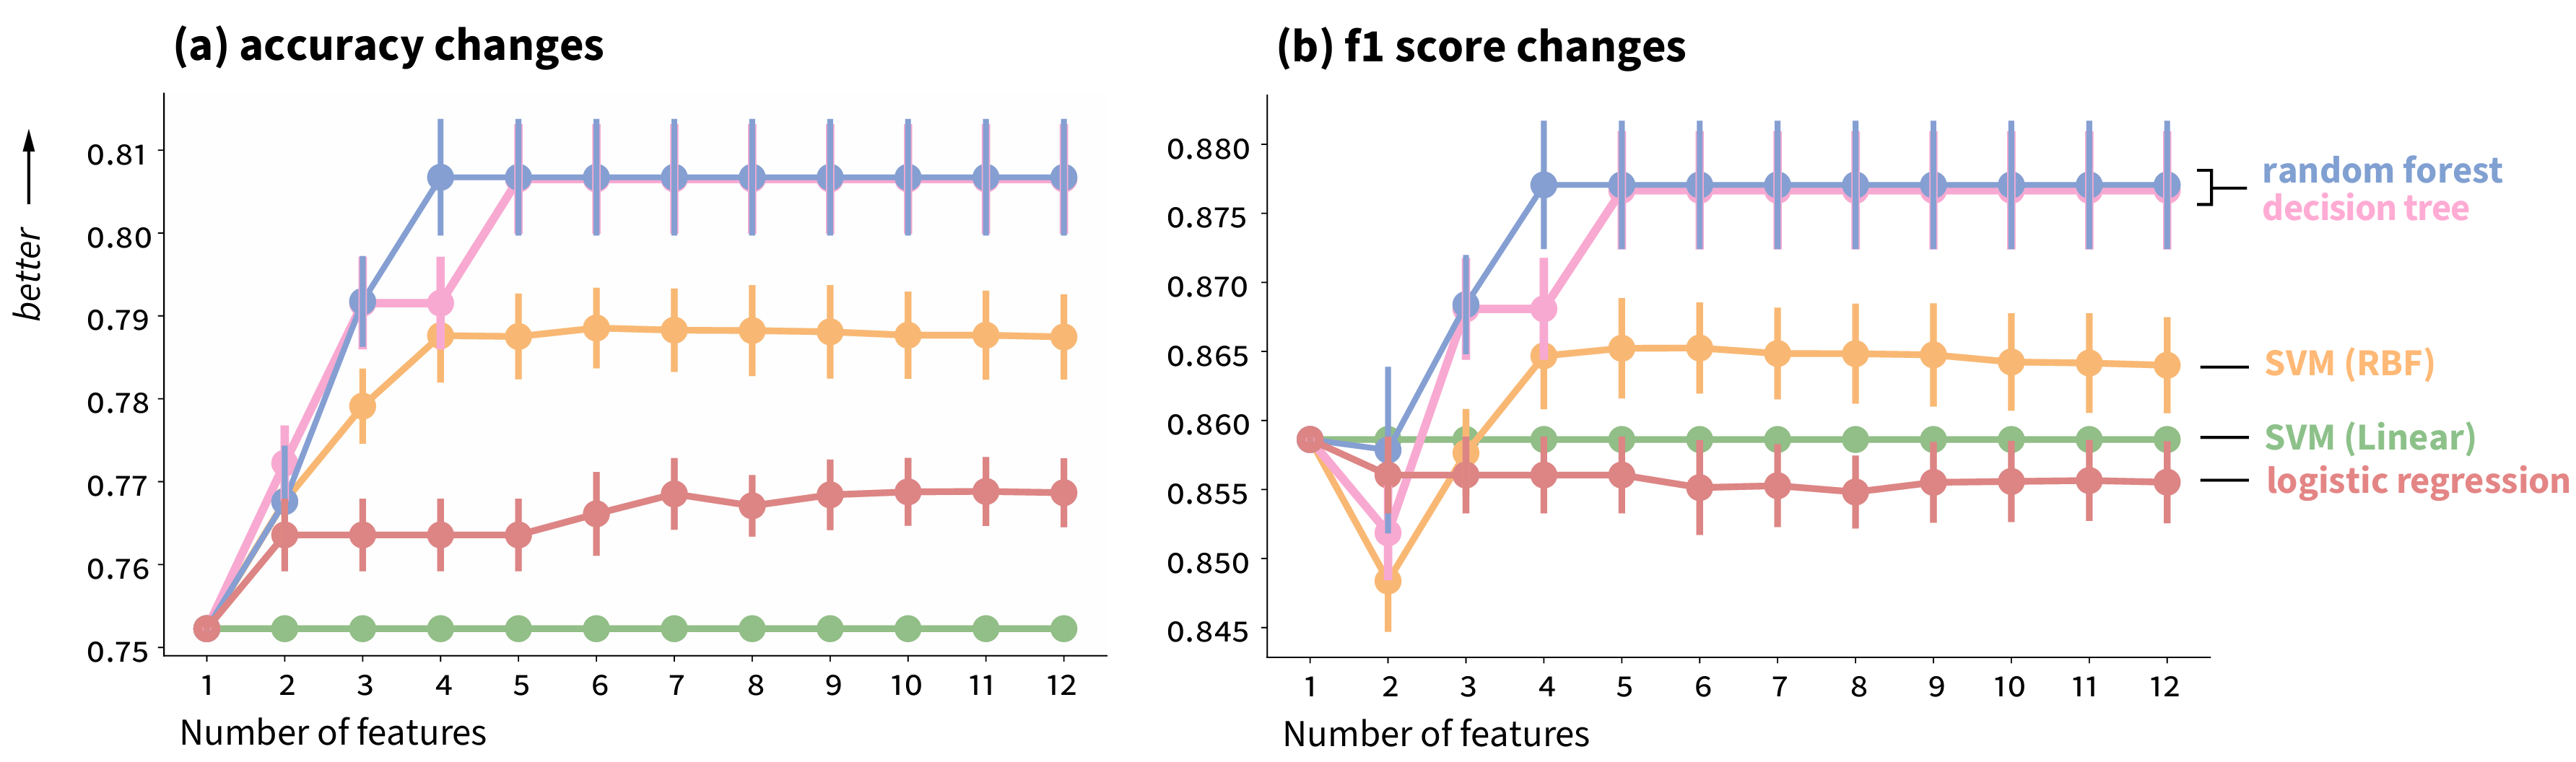 (a) accuracy changes
better
0.81
0.80
0.79
0.78
0.77
0.76
0.75
1 2 3 4 5 6 7 8 9 10 11 12
Number of features
(b) f1 score changes
0.880
0.875
0.870
0.865
0.860
0.855
0.850
0.845
1 2 3 4 5 6 7 8 9 10 11 12
Number of features
random forest
decision tree
SVM (RBF)
SVM (Linear)
logistic regression